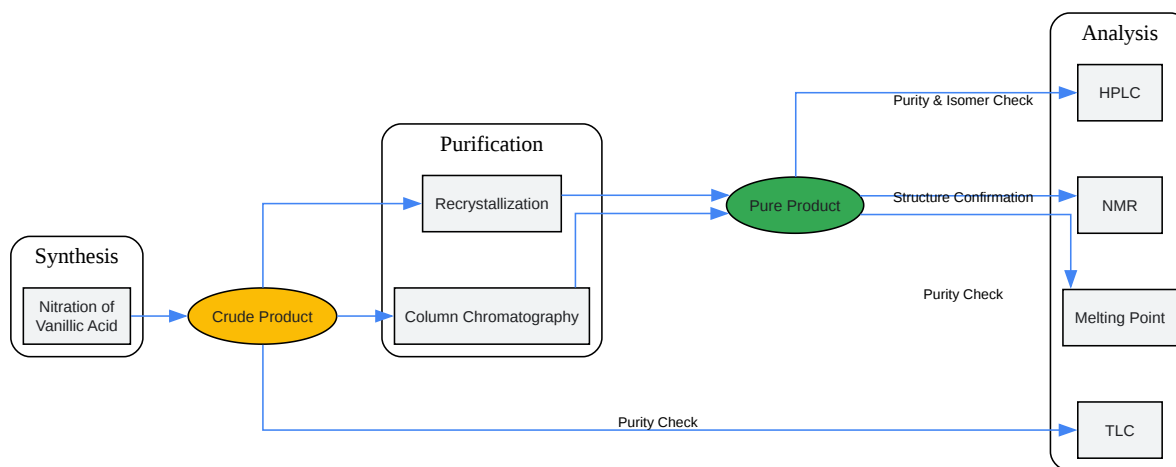 Synthesis
Nitration of
Vanillic Acid
Crude Product
Purification
Recrystallization
Column Chromatography
Pure Product
Analysis
Purity & Isomer Check
HPLC
Structure Confirmation
NMR
Purity Check
Melting Point
Purity Check
TLC